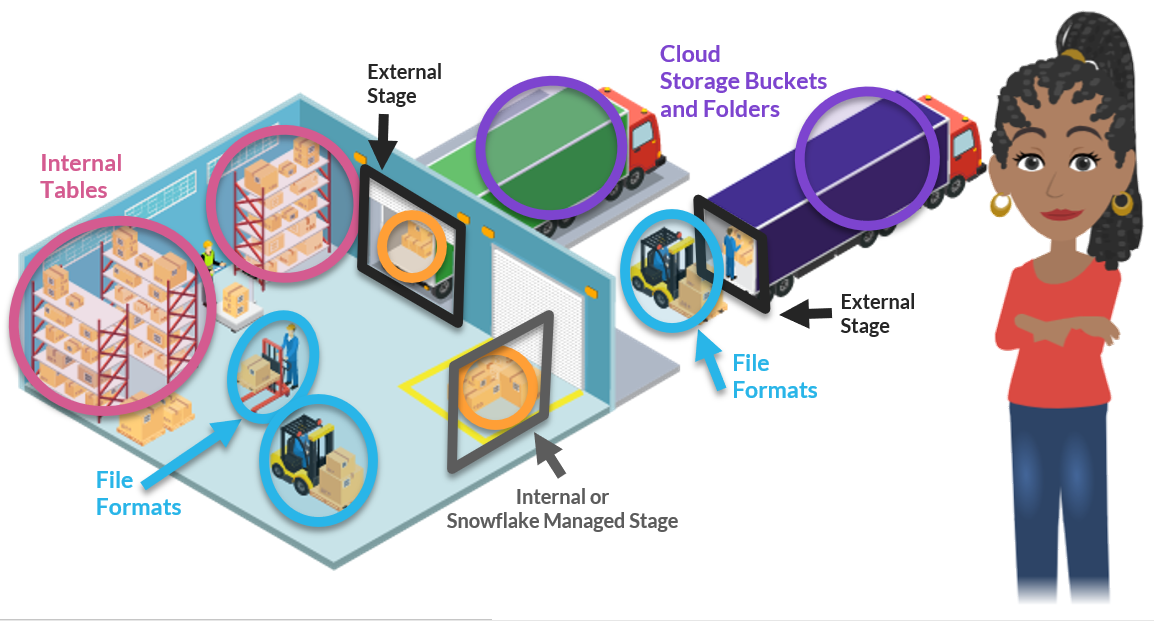 Cloud
Storage Buckets
and Folders
External
Stage
Internal
Tables
External
Stage
File
Formats
File
Formats
Internal or
Snowflake Managed Stage